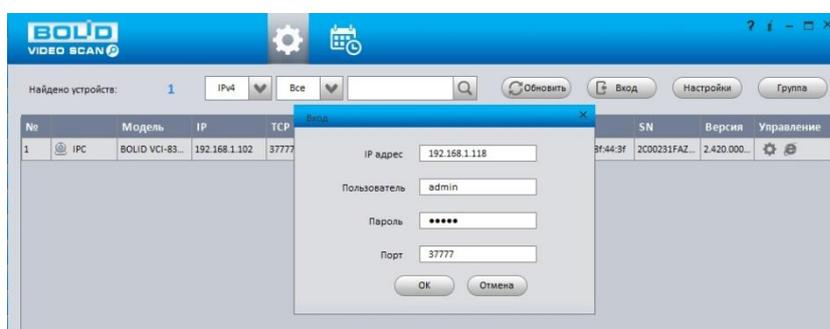 BOLID
VIDEO SCAN
? i
Найдено устройств: 1 IPv4 Все Обновить Вход Настройки Группа
№ Модель IP TCP SN Версия Управление
1 IPC BOLID VCI-83... 192.168.1.102 37777 3f:44:3f 2C00231FAZ... 2.420.000...
Вход
IP адрес 192.168.1.118
Пользователь admin
Пароль •••••
Порт 37777
OK Отмена